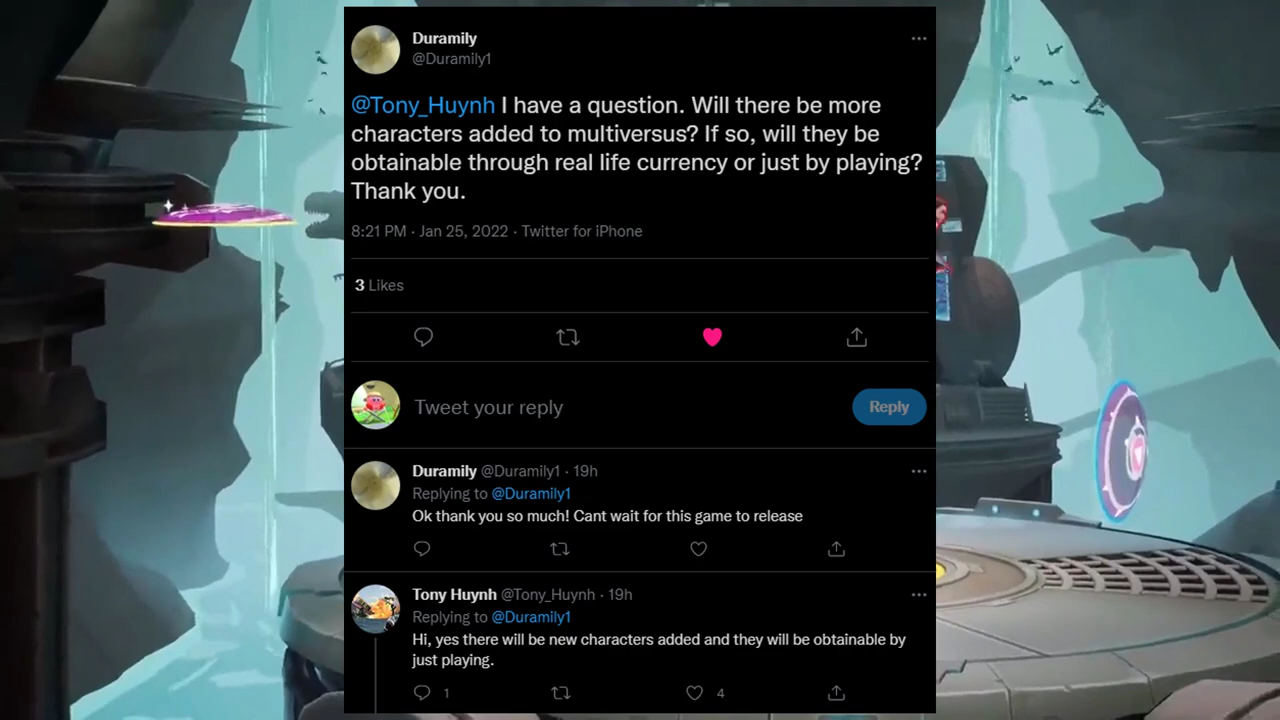 Duramily
@Duramily1
@Tony_Huynh I have a question. Will there be more
characters added to multiversus? If so, will they be
obtainable through real life currency or just by playing?
Thank you.
8:21 PM · Jan 25, 2022 · Twitter for iPhone
3 Likes
Tweet your reply
Reply
Duramily @Duramily1 · 19h
Replying to @Duramily1
Ok thank you so much! Cant wait for this game to release
Tony Huynh @Tony_Huynh · 19h
Replying to @Duramily1
Hi, yes there will be new characters added and they will be obtainable by
just playing.
1 4